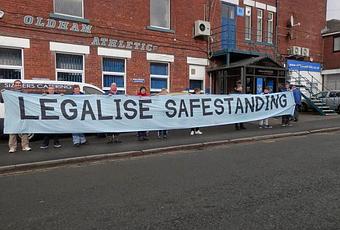 OLDHAM
ATHLETIC
LEGALISE SAFESTANDING